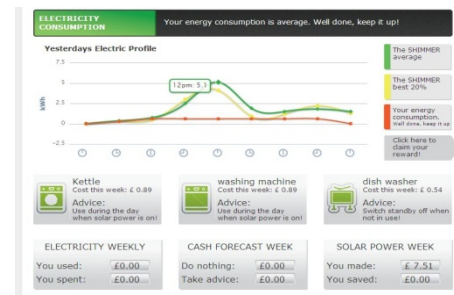 ELECTRICITY
CONSUMPTION
Your energy consumption is average. Well done, keep it up!
Yesterdays Electric Profile
7.5
5
2.5
0
-2.5
kWh
12pm: 5,1
The SHIMMER
average
The SHIMMER
best 20%
Your energy
consumption.
Well done, keep it up
Click here to
claim your
reward!
Kettle
Cost this week: £ 0.89
Advice:
Use during the day
when solar power is on!
washing machine
Cost this week: £ 0.89
Advice:
Use during the day
when solar power is on!
dish washer
Cost this week: £ 0.54
Advice:
Switch standby off when
not in use!
ELECTRICITY WEEKLY
You used: £0.00
You spent: £0.00
CASH FORECAST WEEK
Do nothing: £0.00
Take advice: £0.00
SOLAR POWER WEEK
You made: £ 7.51
You saved: £0.00